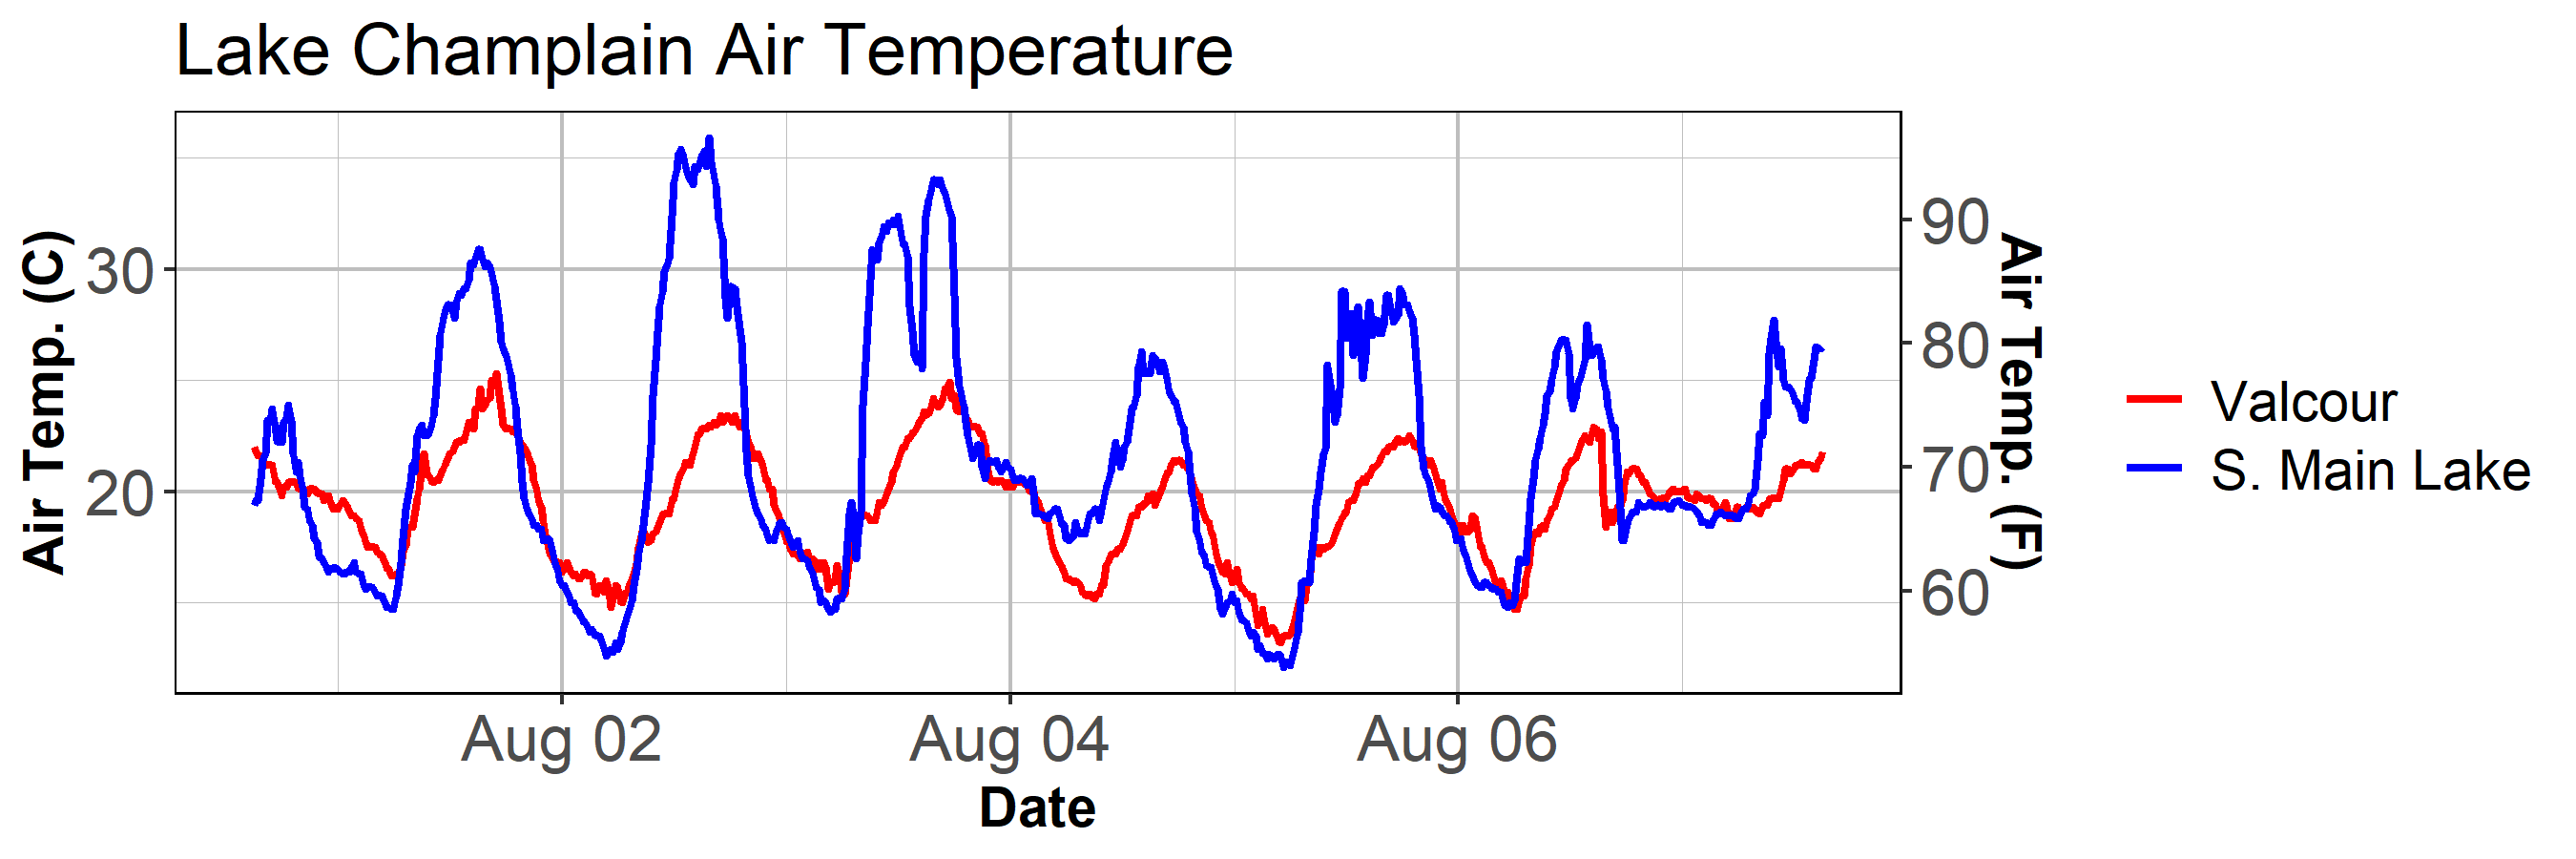 Lake Champlain Air Temperature
Air Temp. (C)
30
20
90
80
70
60
Air Temp. (F)
Valcour
S. Main Lake
Aug 02
Aug 04
Aug 06
Date